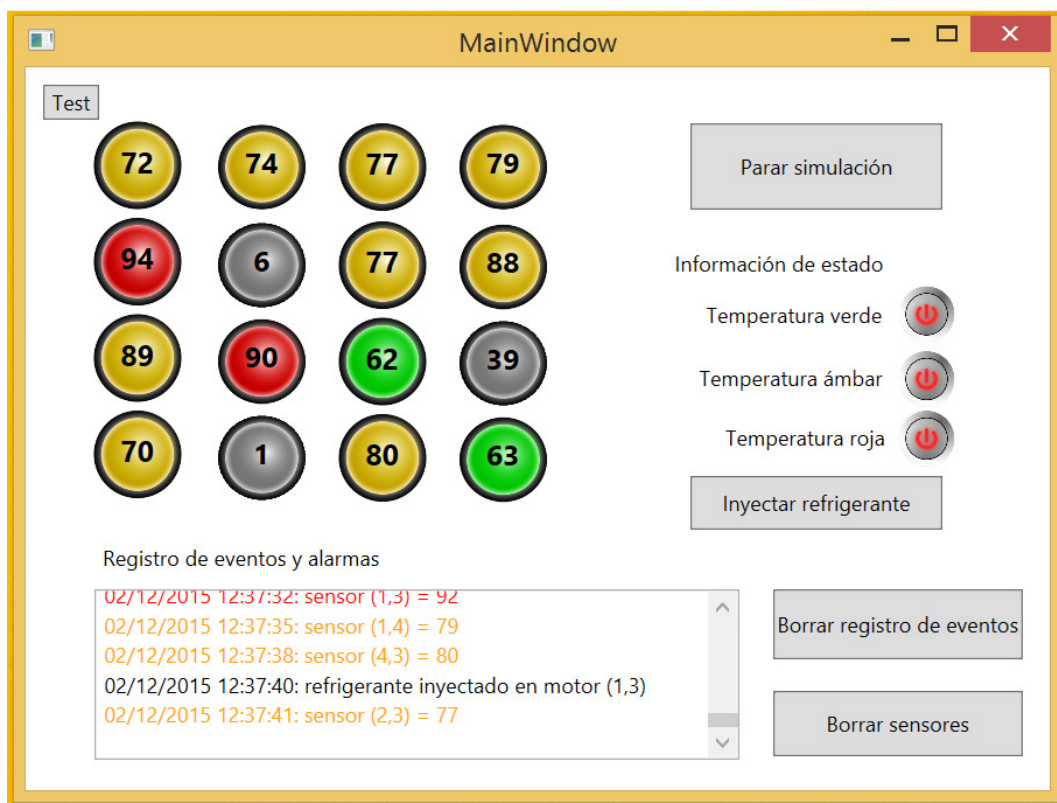 MainWindow
Test
72 74 77 79
94 6 77 88
89 90 62 39
70 1 80 63
Parar simulación
Información de estado
Temperatura verde
Temperatura ámbar
Temperatura roja
Inyectar refrigerante
Registro de eventos y alarmas
02/12/2015 12:37:32: sensor (1,3) = 92
02/12/2015 12:37:35: sensor (1,4) = 79
02/12/2015 12:37:38: sensor (4,3) = 80
02/12/2015 12:37:40: refrigerante inyectado en motor (1,3)
02/12/2015 12:37:41: sensor (2,3) = 77
Borrar registro de eventos
Borrar sensores